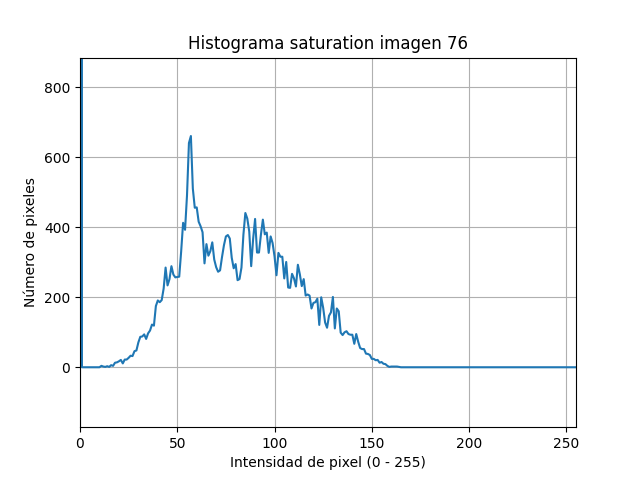 Histograma saturation imagen 76
Número de pixeles
800
600
400
200
0
0 50 100 150 200 250
Intensidad de pixel (0 - 255)